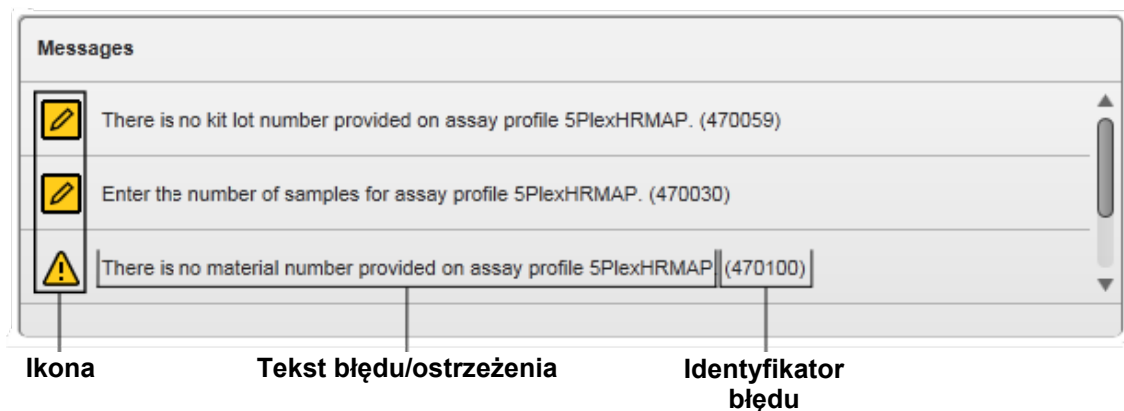 Messages
There is no kit lot number provided on assay profile 5PlexHRMAP. (470059)
Enter the number of samples for assay profile 5PlexHRMAP. (470030)
There is no material number provided on assay profile 5PlexHRMAP. (470100)
Ikona
Tekst błędu/ostrzeżenia
Identyfikator
błędu